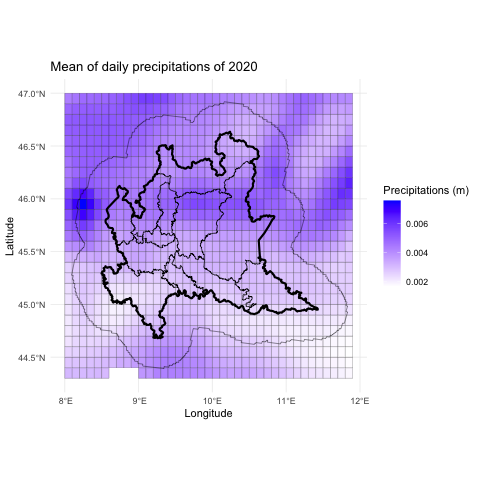 Mean of daily precipitations of 2020
47.0°N
46.5°N
46.0°N
45.5°N
45.0°N
44.5°N
Latitude
8°E
9°E
10°E
11°E
12°E
Longitude
Precipitations (m)
0.006
0.004
0.002